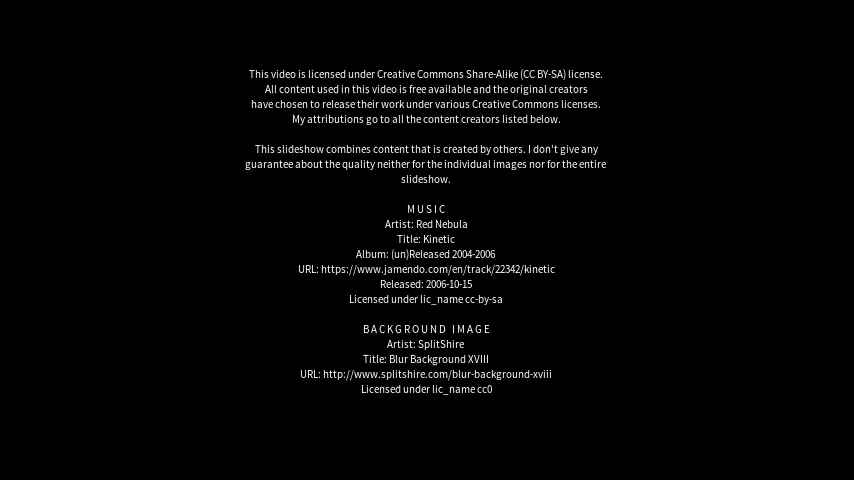 This video is licensed under Creative Commons Share-Alike (CC BY-SA) license.
All content used in this video is free available and the original creators
have chosen to release their work under various Creative Commons licenses.
My attributions go to all the content creators listed below.
This slideshow combines content that is created by others. I don't give any
guarantee about the quality neither for the individual images nor for the entire
slideshow.
MUSIC
Artist: Red Nebula
Title: Kinetic
Album: (un)Released 2004-2006
URL: https://www.jamendo.com/en/track/22342/kinetic
Released: 2006-10-15
Licensed under lic_name cc-by-sa
BACKGROUND IMAGE
Artist: SplitShire
Title: Blur Background XVIII
URL: http://www.splitshire.com/blur-background-xviii
Licensed under lic_name cc0